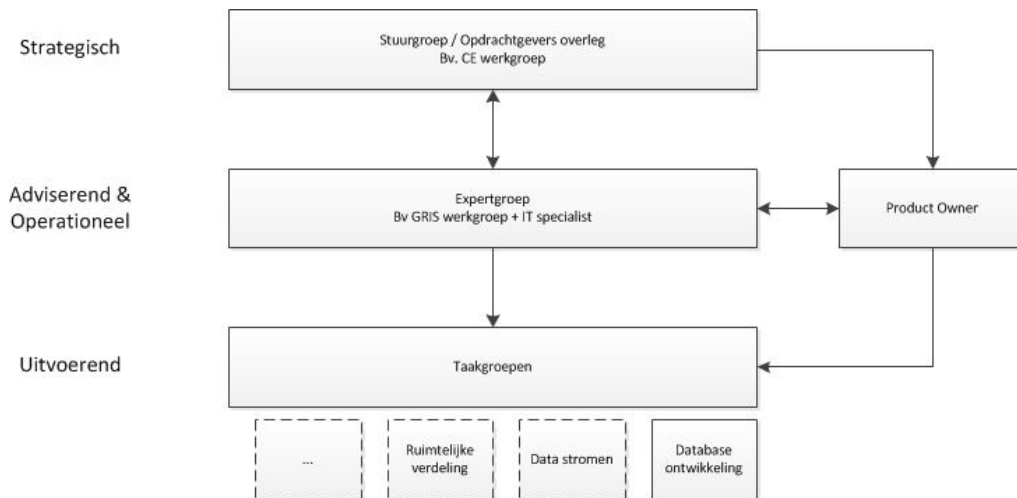 Strategisch
Stuurgroep / Opdrachtgevers overleg
Bv. CE werkgroep
Adviserend &
Operationeel
Expertgroep
Bv GRIS werkgroep + IT specialist
Product Owner
Uitvoerend
Taakgroepen
...
Ruimtelijke
verdeling
Data stromen
Database
ontwikkeling